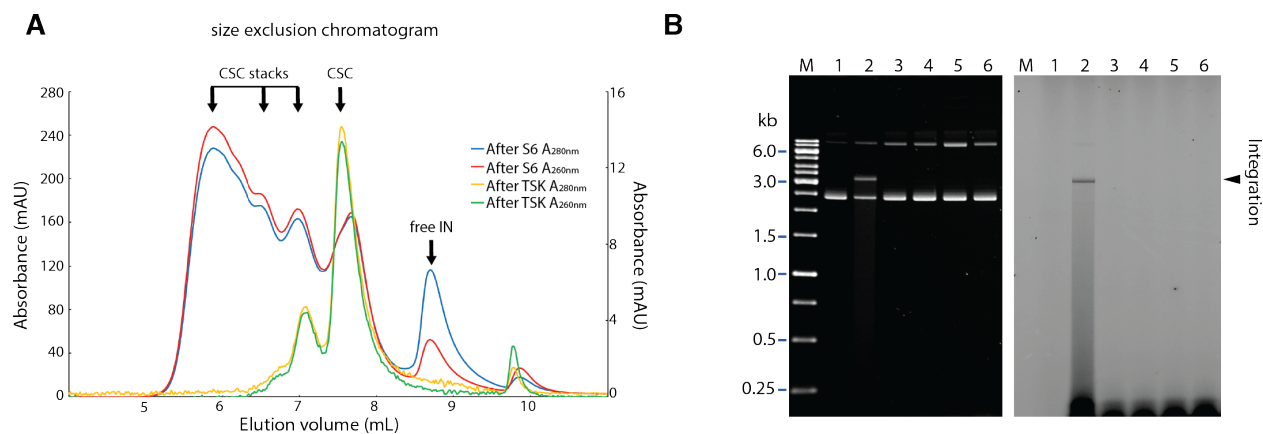 A
size exclusion chromatogram
CSC stacks
CSC
280
240
200
160
120
80
40
0
Absorbance (mAU)
16
12
8
4
0
Absorbance (mAU)
After S6 A280nm
After S6 A260nm
After TSK A280nm
After TSK A260nm
free IN
5 6 7 8 9 10
Elution volume (mL)
B
M 1 2 3 4 5 6
M 1 2 3 4 5 6
kb
6.0
3.0
1.5
1.0
0.5
0.25
Integration